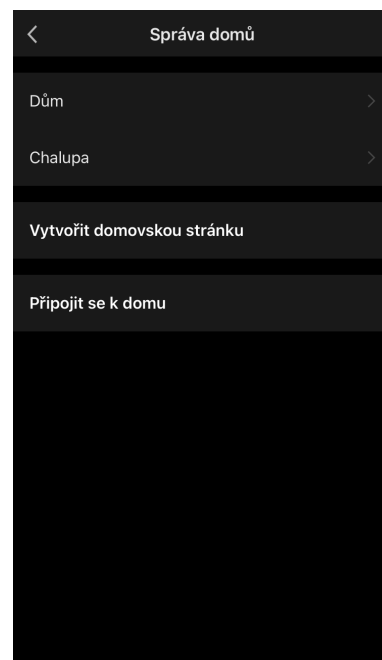 Správa domů
Dům
Chalupa
Vytvořit domovskou stránku
Připojit se k domu